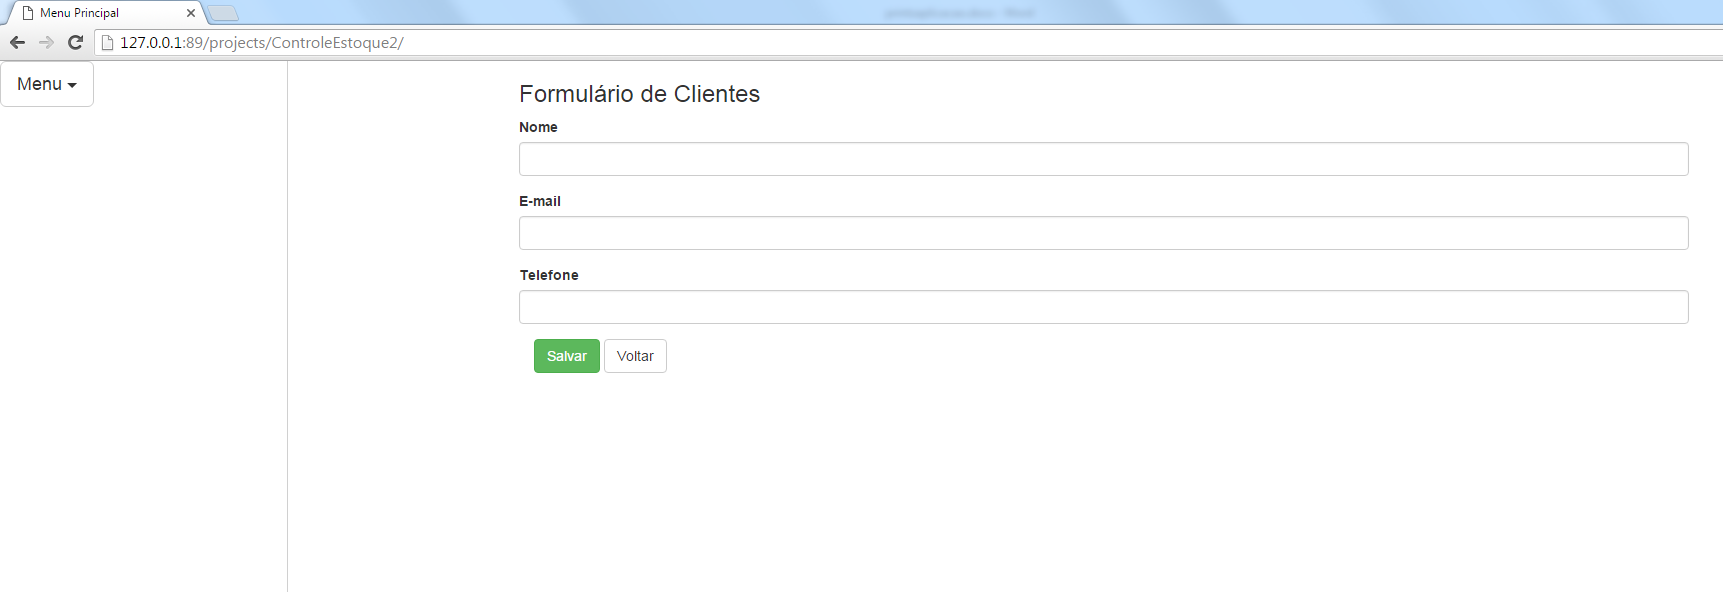 Menu Principal
127.0.0.1:89/projects/ControleEstoque2/
Menu
Formulário de Clientes
Nome
E-mail
Telefone
Salvar Voltar